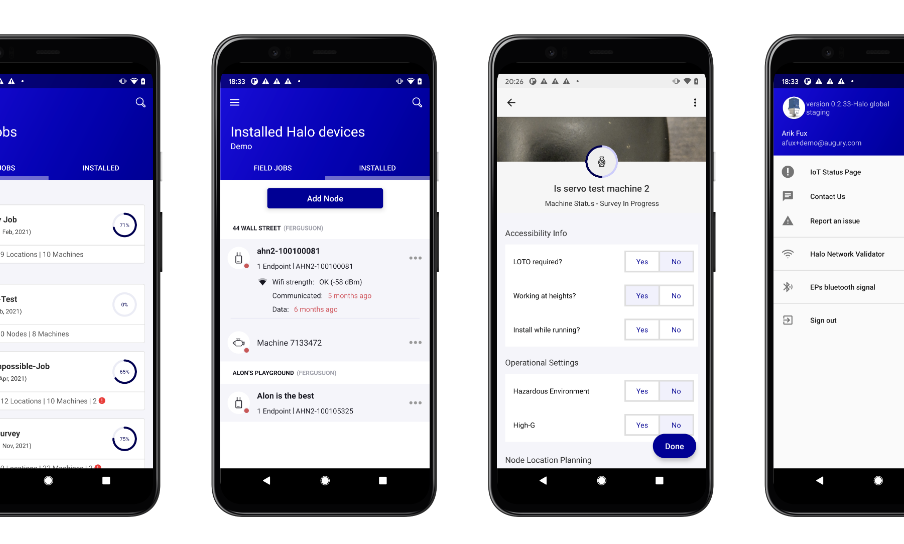 obs
JOBS
INSTALLED
Job
Feb, 2021)
9 Locations | 10 Machines
71%
-Test
2021)
0 Nodes | 8 Machines
0%
possible-Job
Apr, 2021)
65%
12 Locations | 10 Machines | 2
urvey
Nov, 2021)
75%
18:33
Installed Halo devices
Demo
FIELD JOBS
INSTALLED
Add Node
44 WALL STREET (FERGUSUON)
ahn2-100100081
1 Endpoint | AHN2-100100081
Wifi strength: OK (-58 dBm)
Communicated: 5 months ago
Data: 6 months ago
Machine 7133472
ALON'S PLAYGROUND (FERGUSUON)
Alon is the best
1 Endpoint | AHN2-100105325
20:26
Is servo test machine 2
Machine Status - Survey In Progress
Accessibility Info
LOTO required? Yes No
Working at heights? Yes No
Install while running? Yes No
Operational Settings
Hazardous Environment Yes No
High-G Yes No
Done
Node Location Planning
18:33
version 0.2.33-Halo global
staging
Arik Fux
afux+demo@augury.com
IoT Status Page
Contact Us
Report an issue
Halo Network Validator
EPs bluetooth signal
Sign out